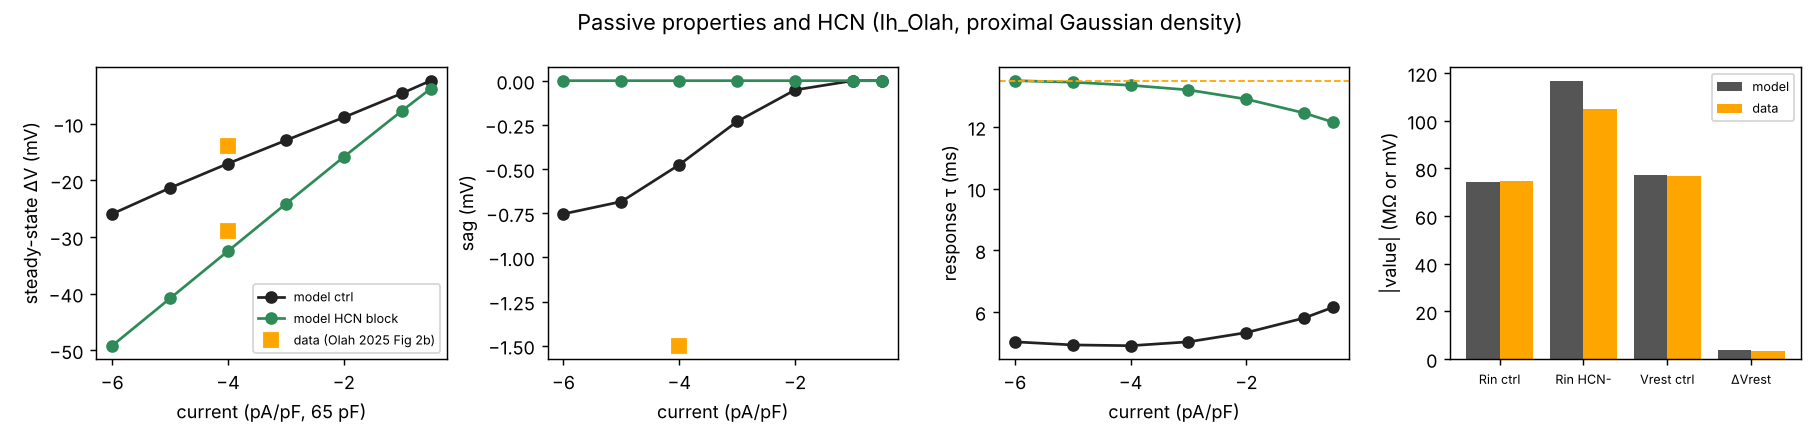 Passive properties and HCN (Ih_Olah, proximal Gaussian density)
steady-state ΔV (mV)
−10
−20
−30
−40
−50
−6
−4
−2
current (pA/pF, 65 pF)
model ctrl
model HCN block
data (Olah 2025 Fig 2b)
sag (mV)
0.00
−0.25
−0.50
−0.75
−1.00
−1.25
−1.50
−6
−4
−2
current (pA/pF)
response τ (ms)
12
10
8
6
−6
−4
−2
current (pA/pF)
|value| (MΩ or mV)
120
100
80
60
40
20
0
Rin ctrl
Rin HCN-
Vrest ctrl
ΔVrest
model
data